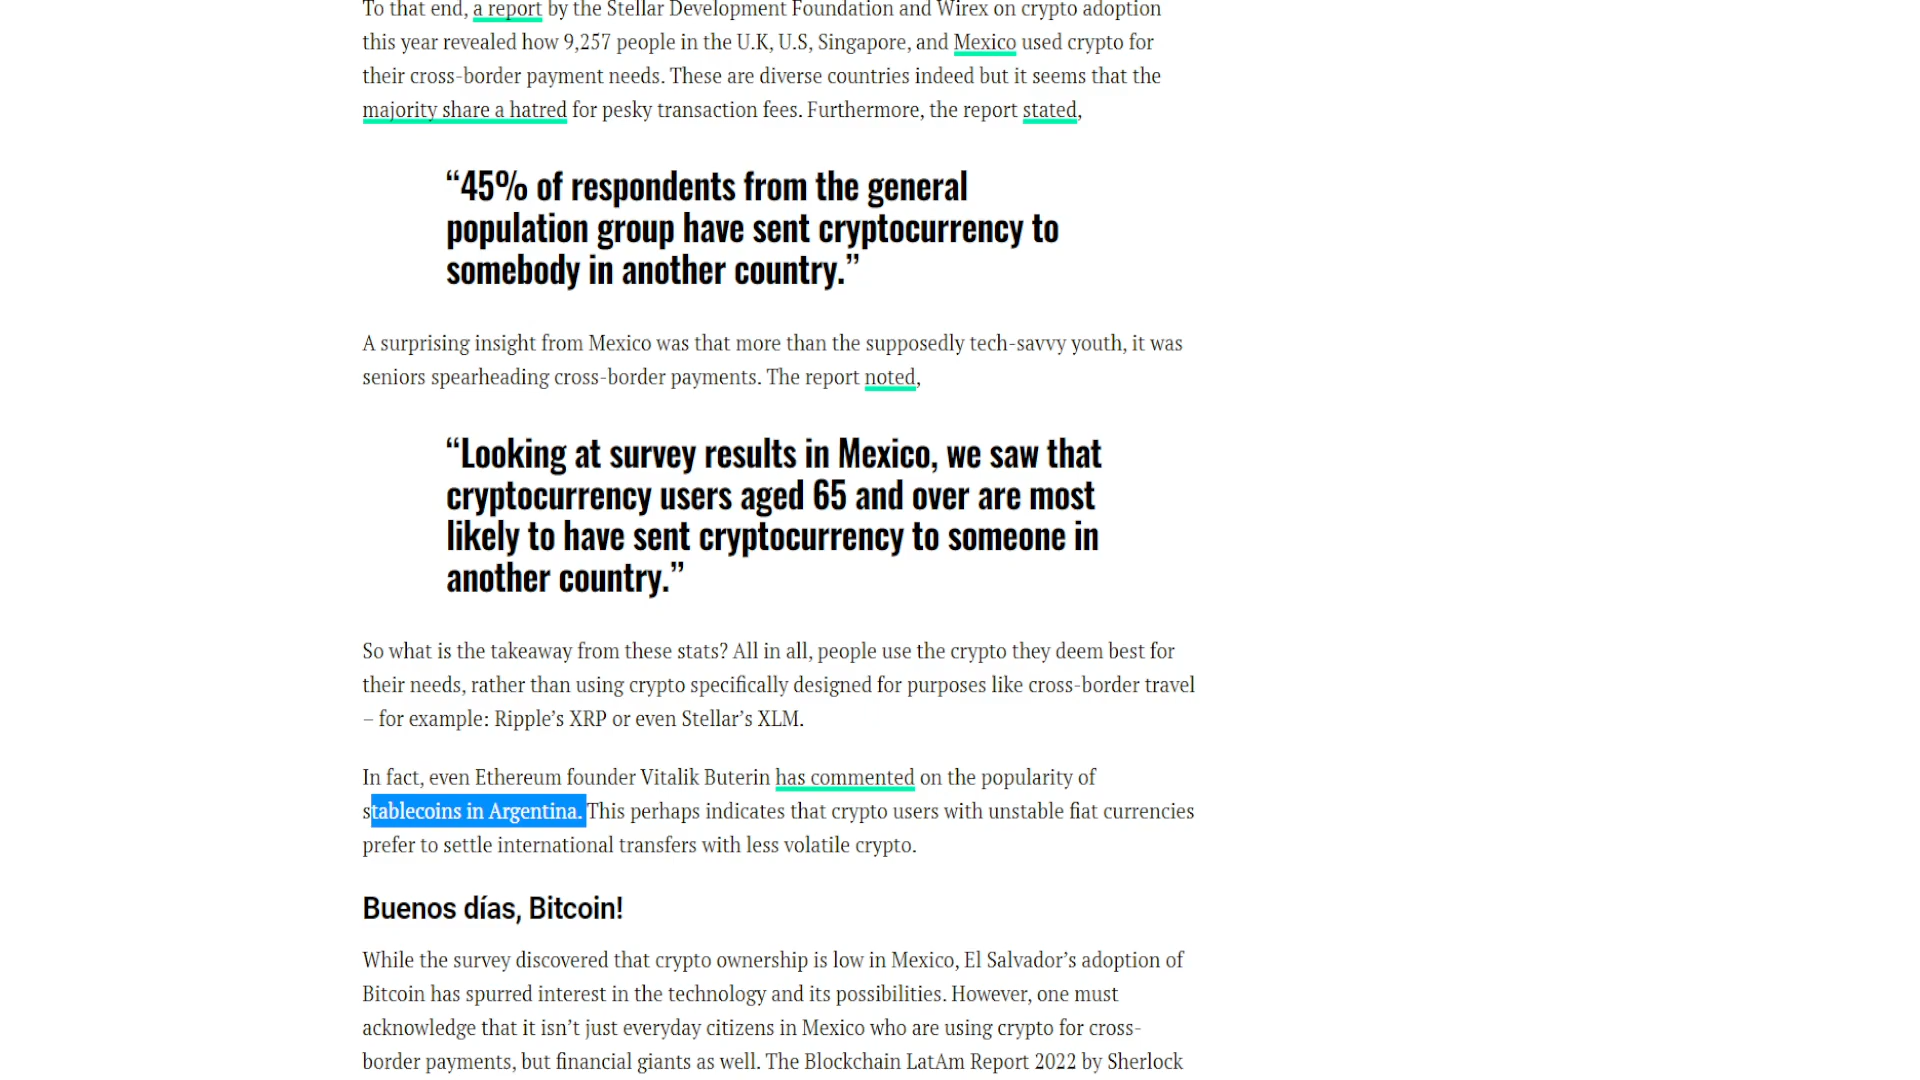 To that end, a report by the Stellar Development Foundation and Wirex on crypto adoption
this year revealed how 9,257 people in the U.K, U.S, Singapore, and Mexico used crypto for
their cross-border payment needs. These are diverse countries indeed but it seems that the
majority share a hatred for pesky transaction fees. Furthermore, the report stated,
“45% of respondents from the general
population group have sent cryptocurrency to
somebody in another country.”
A surprising insight from Mexico was that more than the supposedly tech-savvy youth, it was
seniors spearheading cross-border payments. The report noted,
“Looking at survey results in Mexico, we saw that
cryptocurrency users aged 65 and over are most
likely to have sent cryptocurrency to someone in
another country.”
So what is the takeaway from these stats? All in all, people use the crypto they deem best for
their needs, rather than using crypto specifically designed for purposes like cross-border travel
– for example: Ripple’s XRP or even Stellar’s XLM.
In fact, even Ethereum founder Vitalik Buterin has commented on the popularity of
stablecoins in Argentina. This perhaps indicates that crypto users with unstable fiat currencies
prefer to settle international transfers with less volatile crypto.
Buenos días, Bitcoin!
While the survey discovered that crypto ownership is low in Mexico, El Salvador’s adoption of
Bitcoin has spurred interest in the technology and its possibilities. However, one must
acknowledge that it isn’t just everyday citizens in Mexico who are using crypto for cross-
border payments, but financial giants as well. The Blockchain LatAm Report 2022 by Sherlock